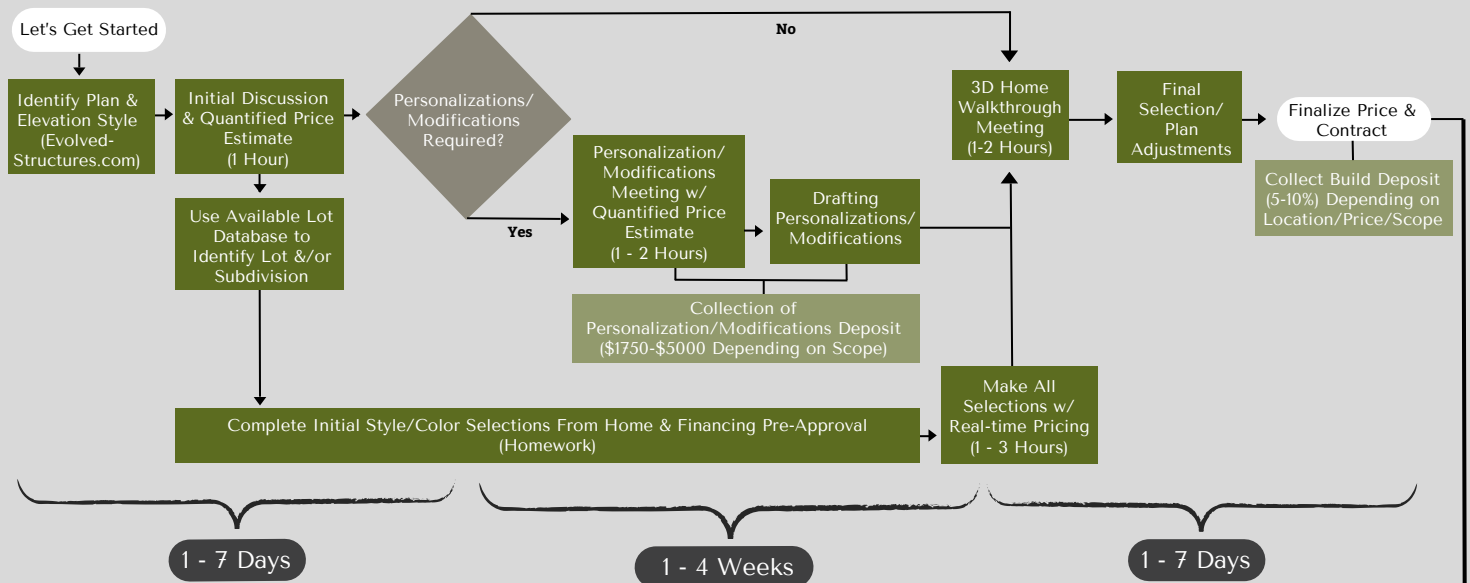 Let's Get Started
Identify Plan &
Elevation Style
(Evolved-
Structures.com)
Initial Discussion
& Quantified Price
Estimate
(1 Hour)
Use Available Lot
Database to
Identify Lot &/or
Subdivision
Personalizations/
Modifications
Required?
No
Yes
Personalization/
Modifications
Meeting w/
Quantified Price
Estimate
(1 - 2 Hours)
Drafting
Personalizations/
Modifications
Collection of
Personalization/Modifications Deposit
($1750-$5000 Depending on Scope)
3D Home
Walkthrough
Meeting
(1-2 Hours)
Final
Selection/
Plan
Adjustments
Finalize Price &
Contract
Collect Build Deposit
(5-10%) Depending on
Location/Price/Scope
Complete Initial Style/Color Selections From Home & Financing Pre-Approval
(Homework)
Make All
Selections w/
Real-time Pricing
(1 - 3 Hours)
1 - 7 Days
1 - 4 Weeks
1 - 7 Days